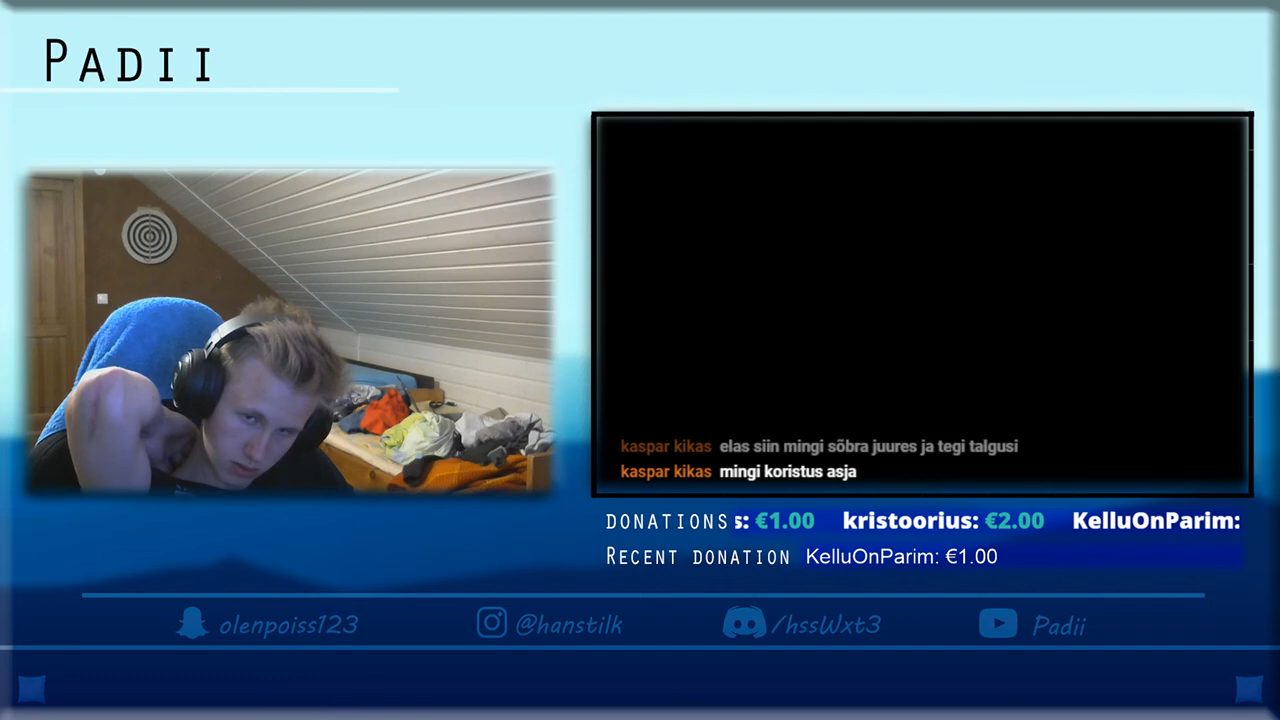 PADII
kaspar kikas elas siin mingi sõbra juures ja tegi talgusi
kaspar kikas mingi koristus asja
DONATIONS s: €1.00 kristoorius: €2.00 KelluOnParim:
RECENT DONATION KelluOnParim: €1.00
olenpoiss123 @hanstilk /hssWxt3 Padii